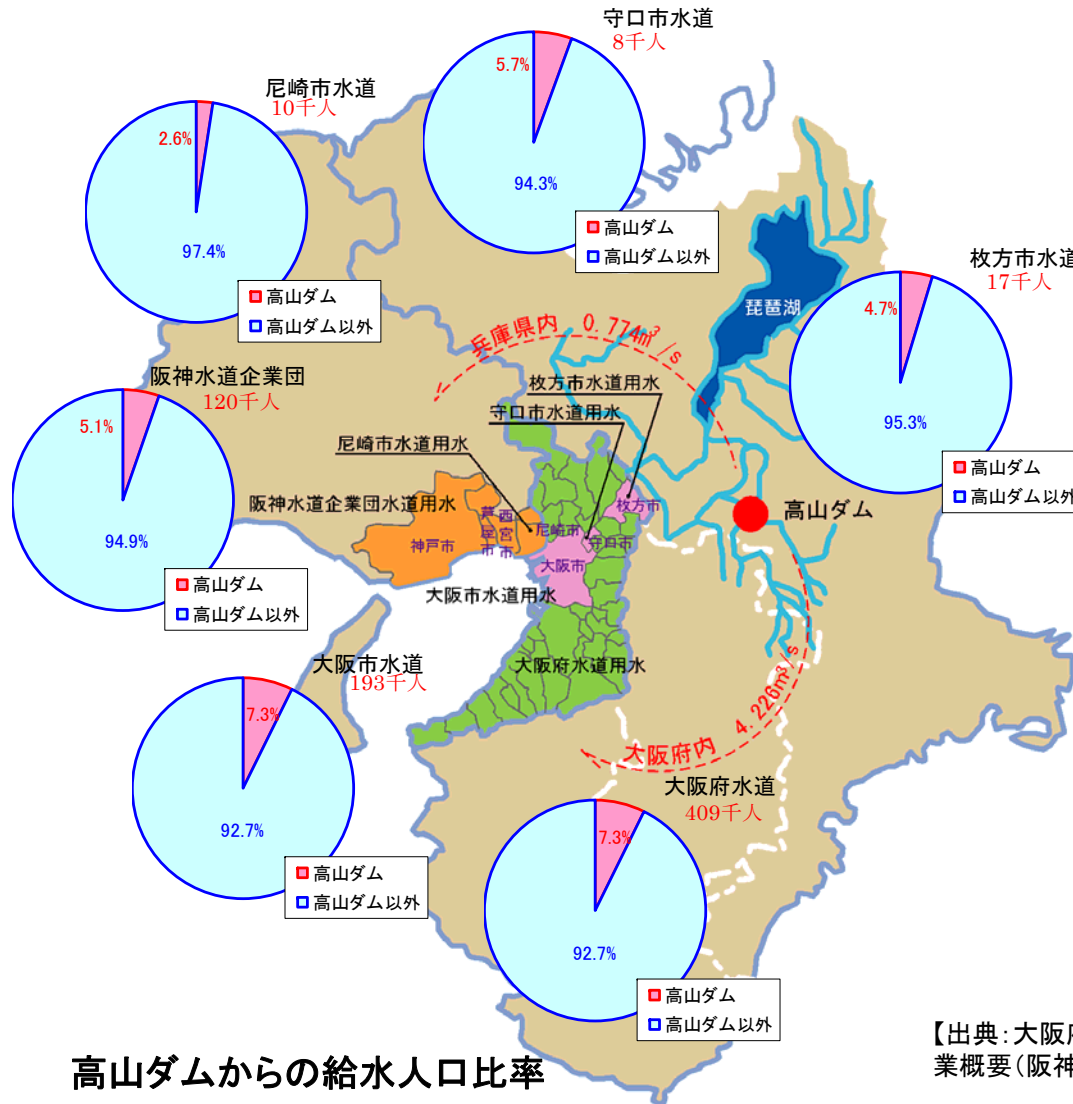 守口市水道
8千人
5.7%
94.3%
高山ダム
高山ダム以外
尼崎市水道
10千人
2.6%
97.4%
高山ダム
高山ダム以外
枚方市水道
17千人
4.7%
95.3%
高山ダム
高山ダム以外
阪神水道企業団
120千人
5.1%
94.9%
高山ダム
高山ダム以外
兵庫県内 0.774m³/s
琵琶湖
枚方市水道用水
守口市水道用水
尼崎市水道用水
阪神水道企業団水道用水
神戸市
芦屋市
西宮市
尼崎市
枚方市
守口市
大阪市
高山ダム
大阪市水道用水
大阪府水道用水
大阪府内 4.226m³/s
大阪市水道
193千人
7.3%
92.7%
高山ダム
高山ダム以外
大阪府水道
409千人
7.3%
92.7%
高山ダム
高山ダム以外
高山ダムからの給水人口比率
【出典：大阪府
業概要（阪神